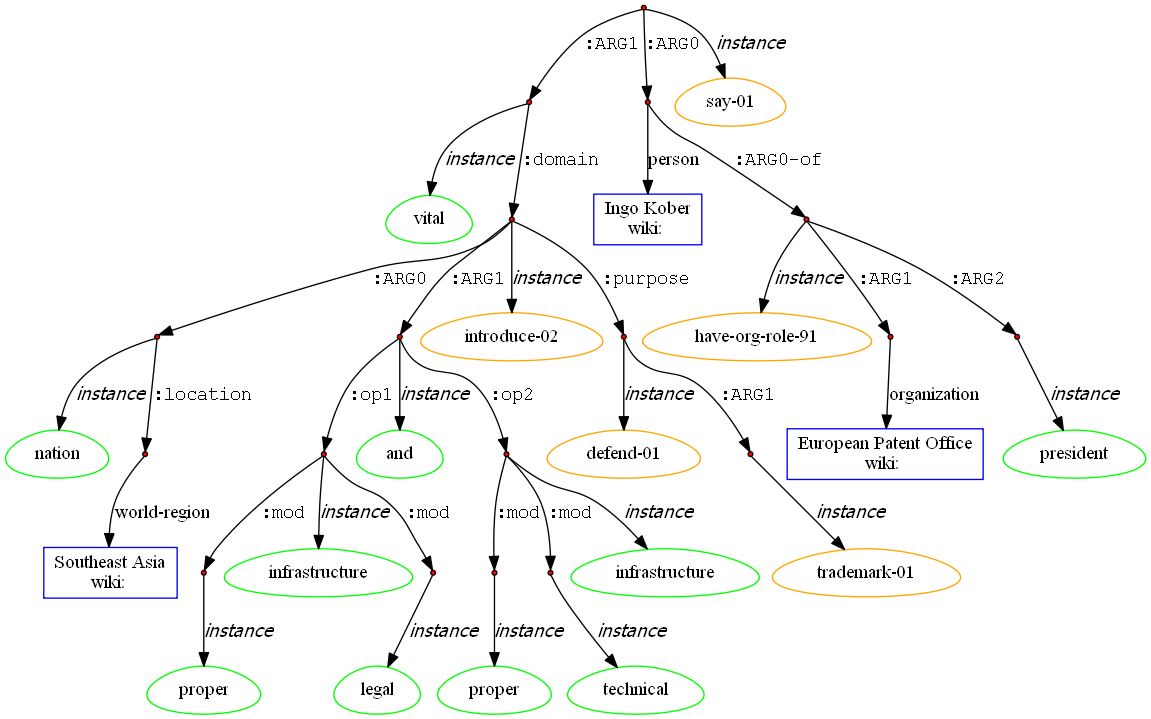 :ARG1
:ARG0
instance
say-01
instance
:domain
person
:ARG0-of
vital
Ingo Kober
wiki:
:ARG0
:ARG1
instance
:purpose
instance
:ARG1
:ARG2
introduce-02
have-org-role-91
instance
:location
:op1
instance
:op2
instance
:ARG1
organization
instance
nation
and
defend-01
European Patent Office
wiki:
president
world-region
:mod
instance
:mod
:mod
:mod
instance
instance
Southeast Asia
wiki:
infrastructure
infrastructure
trademark-01
instance
instance
instance
instance
proper
legal
proper
technical